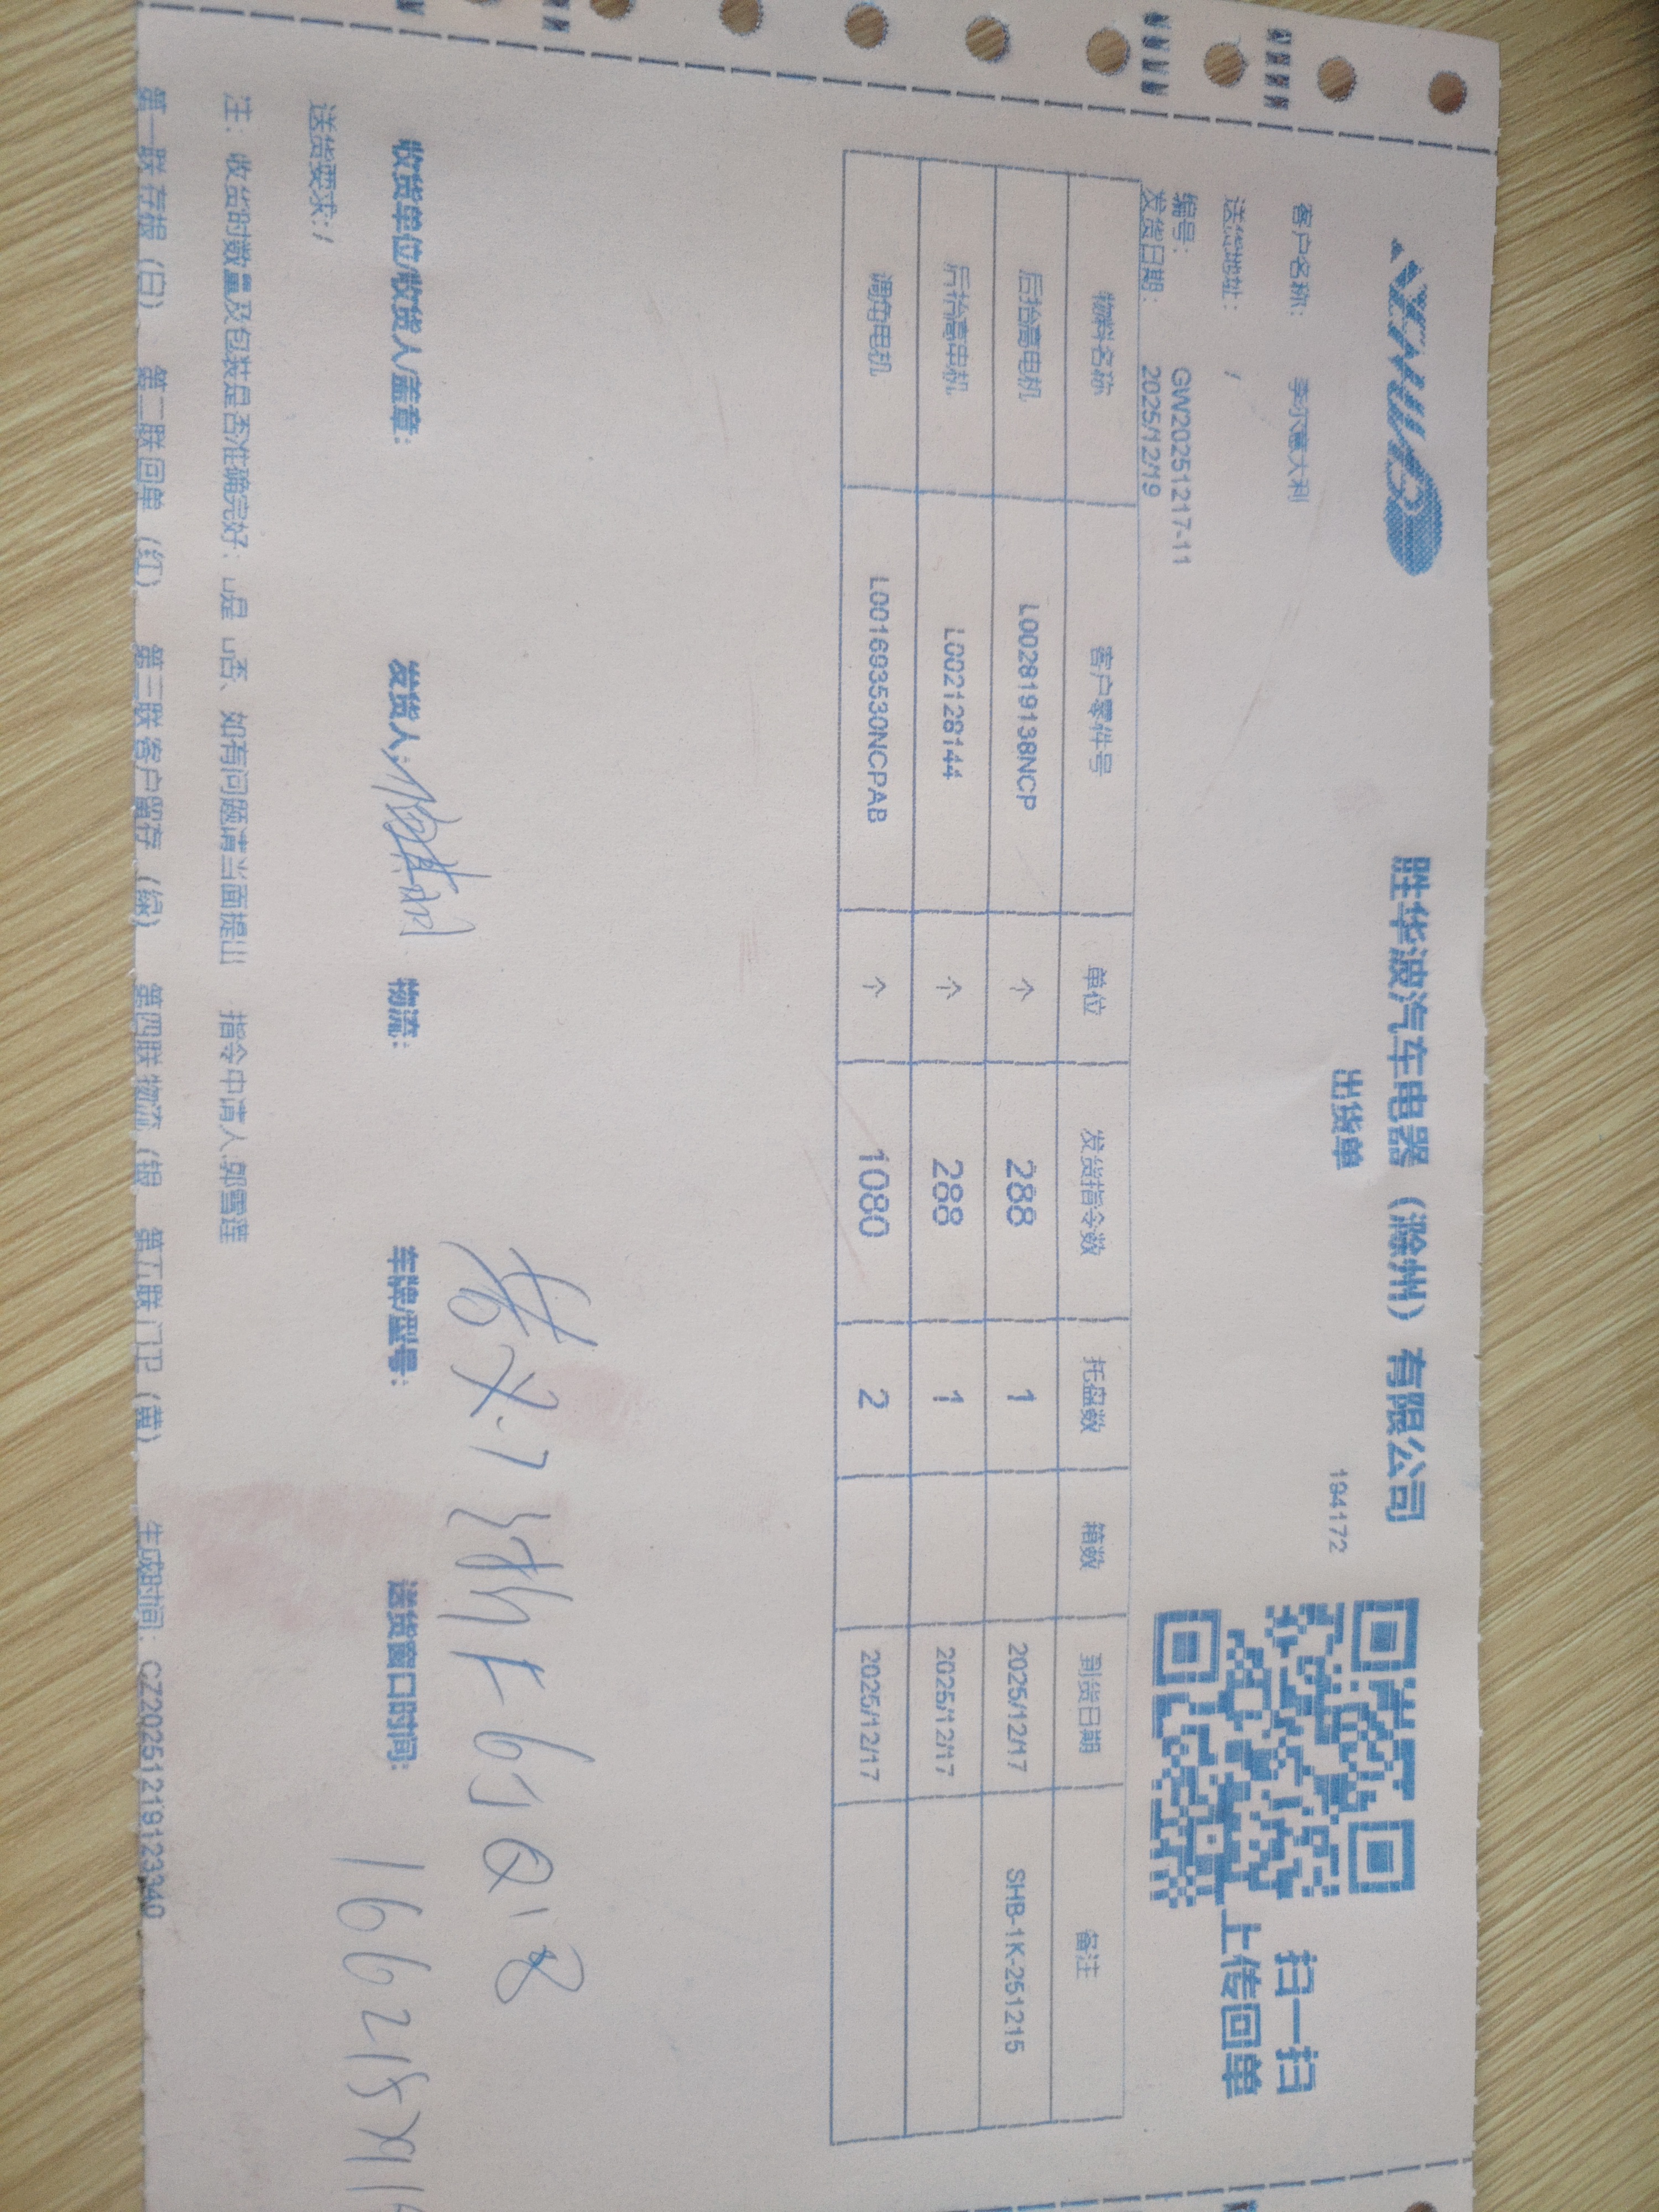 胜华波汽车电器（滁州）有限公司
出货单
194172
扫一扫
上传回单
客户名称： 李尔意大利
送货地址： /
编号： GW20251217-11
发货日期： 2025/12/19
物料名称 客户零件号 单位 发货指令数 托盘数 箱数 到货日期 备注
后抬高电机 L002819138NCP 个 288 1 2025/12/17 SHB-1K-251215
后抬高电机 L002128144 个 288 1 2025/12/17
调角电机 L001693530NCPAB 个 1080 2 2025/12/17
收货单位/收货人/盖章： 发货人: 物流： 车牌/型号： 送货窗口时间:
送货要求:/
注：收货时数量及包装是否准确完好：□是 □否、如有问题请当面提出 指令申请人:郭雪莲
第一联存根（白）、第二联回单（红）、第三联客户留存（绿）、第四联物流（银、第五联门卫（黄）、 生成时间：CZ20251219123340